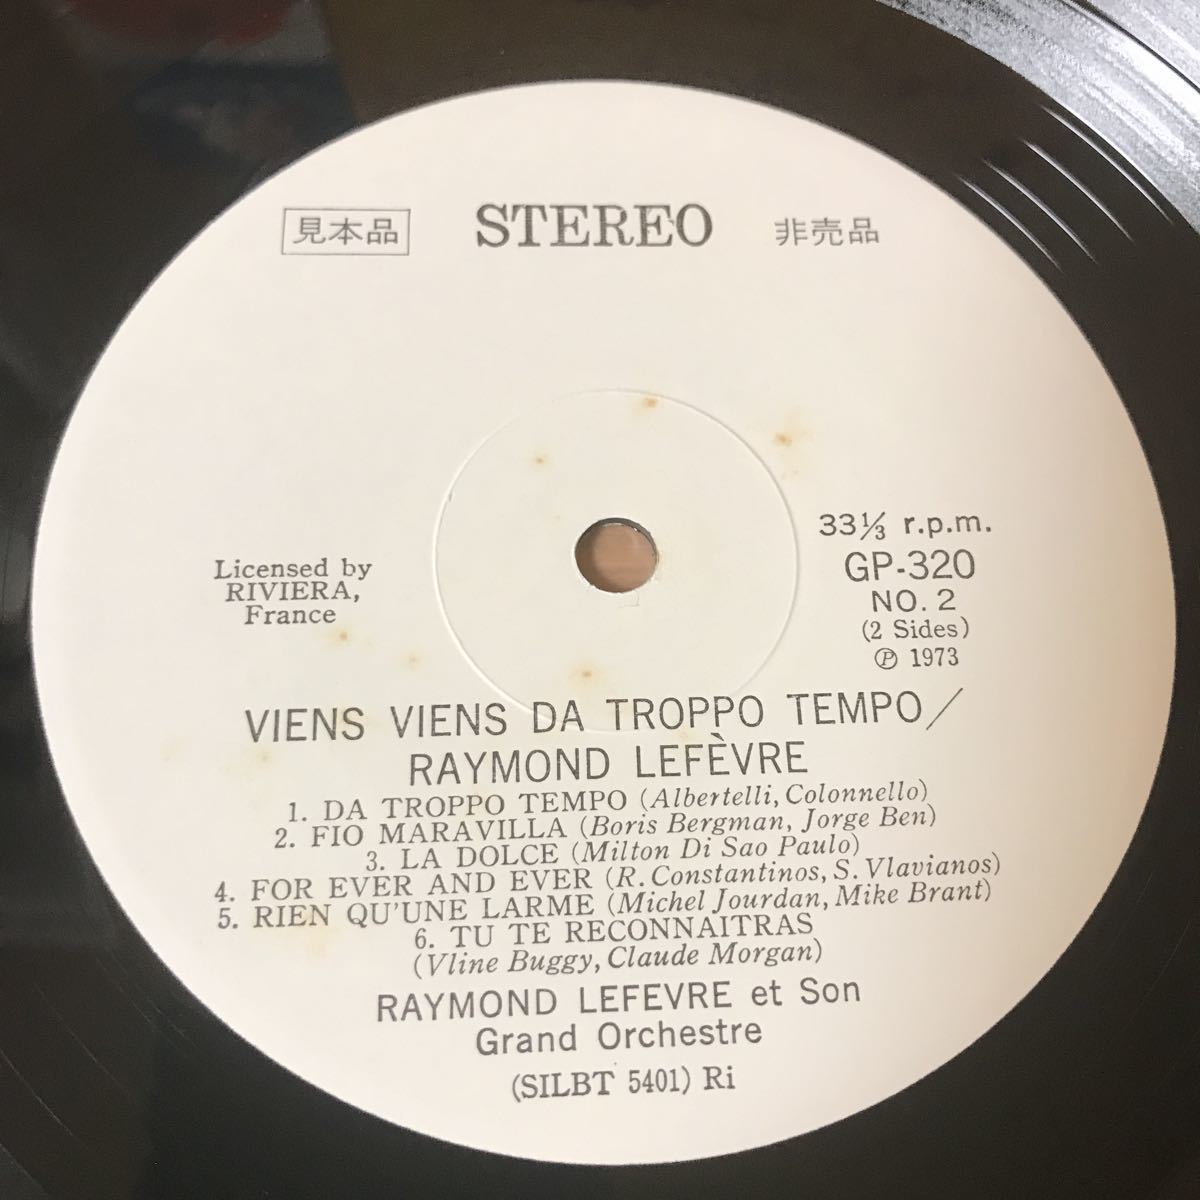 見本品 STEREO 非売品
33⅓ r.p.m.
GP-320
NO. 2
(2 Sides)
Ⓟ 1973
Licensed by
RIVIERA,
France
VIENS VIENS DA TROPPO TEMPO/
RAYMOND LEFÈVRE
1. DA TROPPO TEMPO (Albertelli, Colonnello)
2. FIO MARAVILLA (Boris Bergman, Jorge Ben)
3. LA DOLCE (Milton Di Sao Paulo)
4. FOR EVER AND EVER (R. Constantinos, S. Vlavianos)
5. RIEN QU'UNE LARME (Michel Jourdan, Mike Brant)
6. TU TE RECONNAITRAS
(Vline Buggy, Claude Morgan)
RAYMOND LEFEVRE et Son
Grand Orchestre
(SILBT 5401) Ri